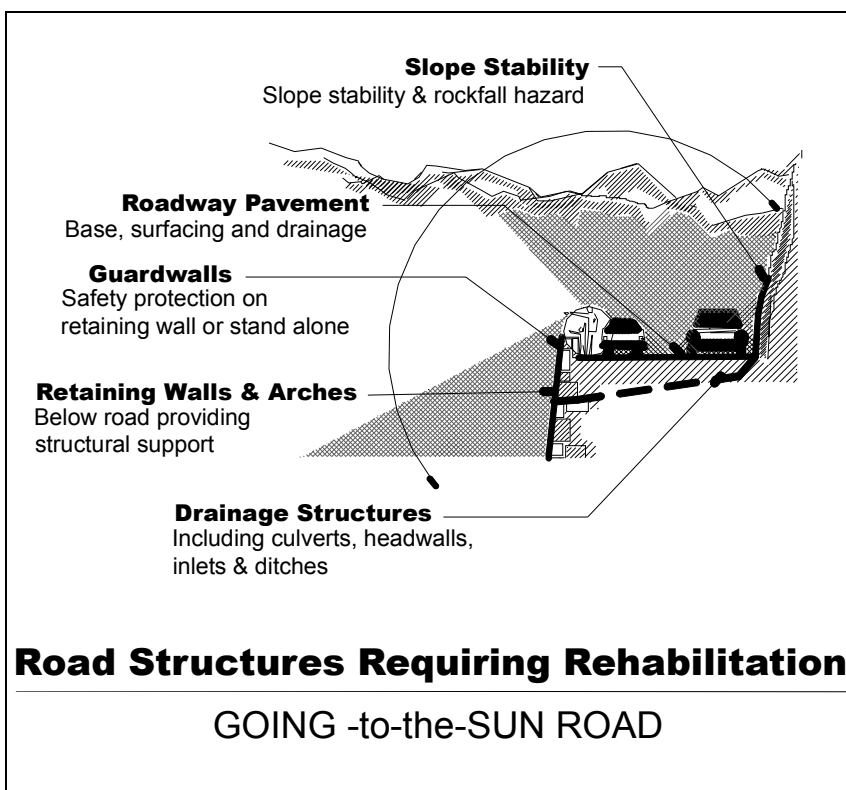 Slope Stability
Slope stability & rockfall hazard
Roadway Pavement
Base, surfacing and drainage
Guardwalls
Safety protection on
retaining wall or stand alone
Retaining Walls & Arches
Below road providing
structural support
Drainage Structures
Including culverts, headwalls,
inlets & ditches
Road Structures Requiring Rehabilitation
GOING -to-the-SUN ROAD